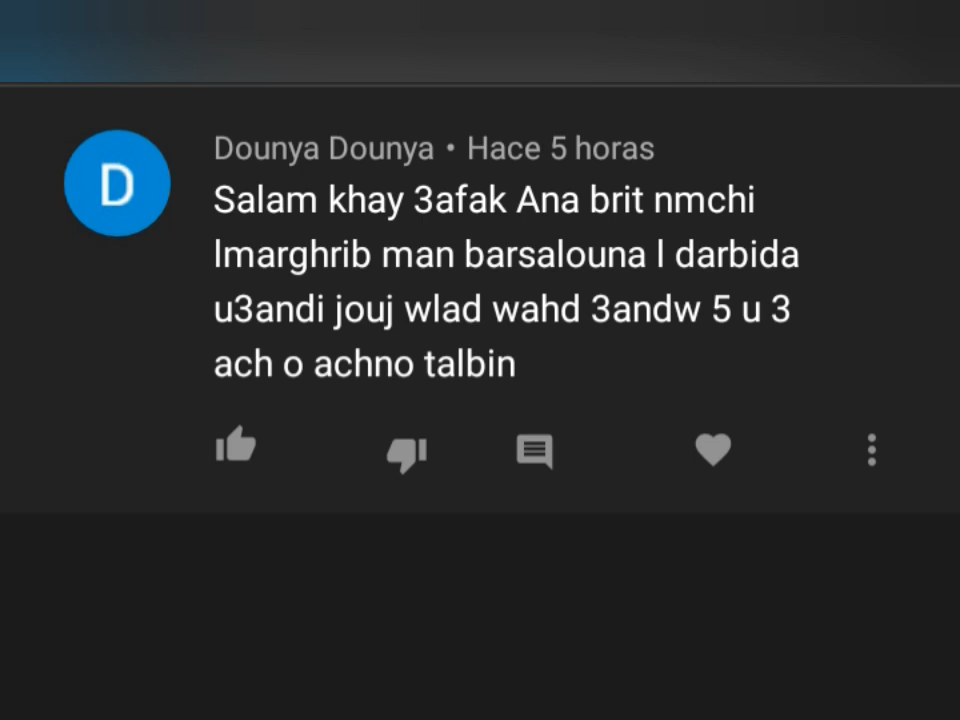 D
Dounya Dounya • Hace 5 horas
Salam khay 3afak Ana brit nmchi
lmarghrib man barsalouna l darbida
u3andi jouj wlad wahd 3andw 5 u 3
ach o achno talbin